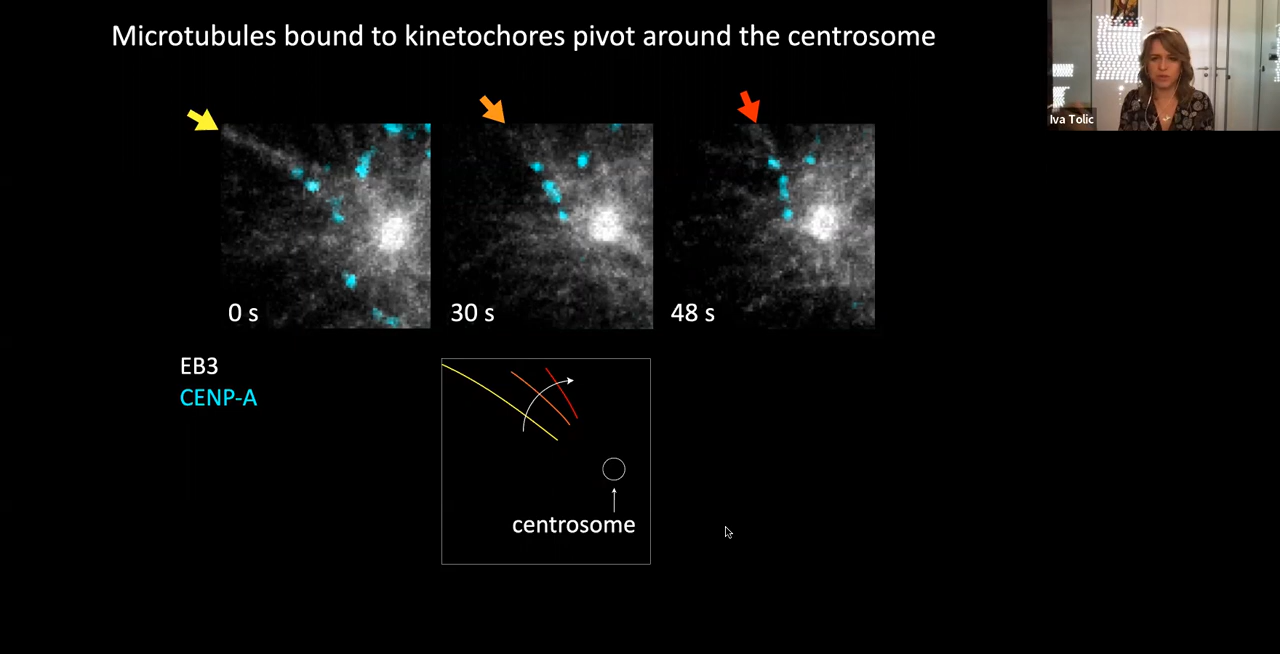 Microtubules bound to kinetochores pivot around the centrosome
Iva Tolic
0 s
30 s
48 s
EB3
CENP-A
centrosome